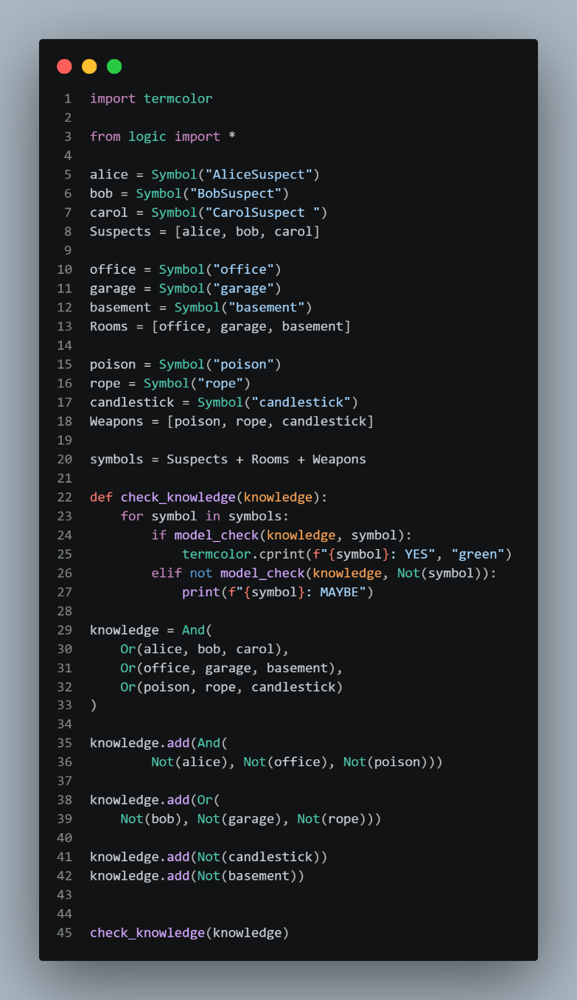 1 import termcolor
2
3 from logic import *
4
5 alice = Symbol("AliceSuspect")
6 bob = Symbol("BobSuspect")
7 carol = Symbol("CarolSuspect ")
8 Suspects = [alice, bob, carol]
9
10 office = Symbol("office")
11 garage = Symbol("garage")
12 basement = Symbol("basement")
13 Rooms = [office, garage, basement]
14
15 poison = Symbol("poison")
16 rope = Symbol("rope")
17 candlestick = Symbol("candlestick")
18 Weapons = [poison, rope, candlestick]
19
20 symbols = Suspects + Rooms + Weapons
21
22 def check_knowledge(knowledge):
23     for symbol in symbols:
24         if model_check(knowledge, symbol):
25             termcolor.cprint(f"{symbol}: YES", "green")
26         elif not model_check(knowledge, Not(symbol)):
27             print(f"{symbol}: MAYBE")
28
29 knowledge = And(
30     Or(alice, bob, carol),
31     Or(office, garage, basement),
32     Or(poison, rope, candlestick)
33 )
34
35 knowledge.add(And(
36         Not(alice), Not(office), Not(poison)))
37
38 knowledge.add(Or(
39     Not(bob), Not(garage), Not(rope)))
40
41 knowledge.add(Not(candlestick))
42 knowledge.add(Not(basement))
43
44
45 check_knowledge(knowledge)